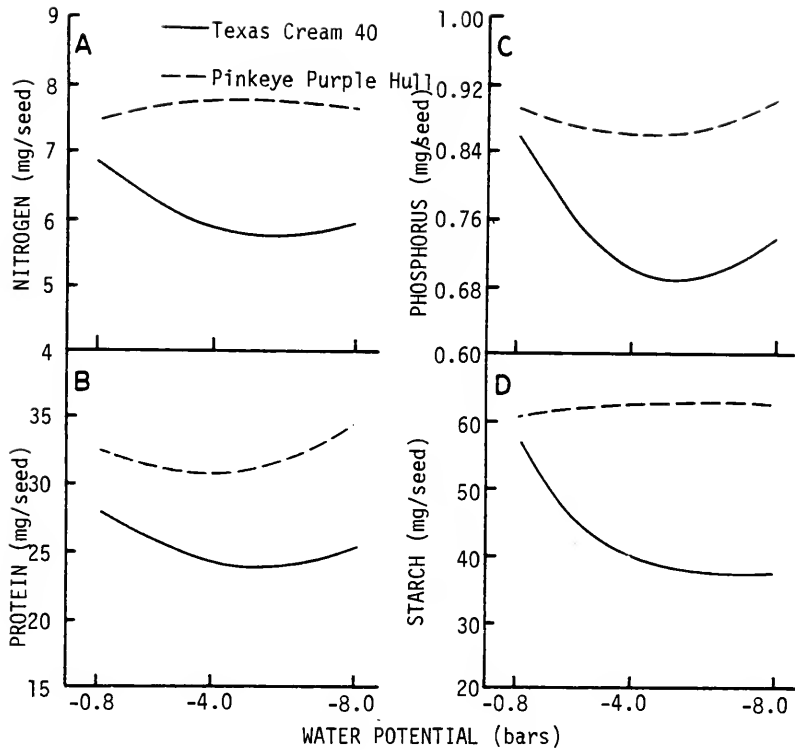 A
Texas Cream 40
Pinkeye Purple Hull
NITROGEN (mg/seed)
9
8
7
6
5
4
C
PHOSPHORUS (mg/seed)
1.00
0.92
0.84
0.76
0.68
0.60
B
PROTEIN (mg/seed)
35
30
25
20
15
-0.8 -4.0 -8.0
D
STARCH (mg/seed)
60
50
40
30
20
-0.8 -4.0 -8.0
WATER POTENTIAL (bars)